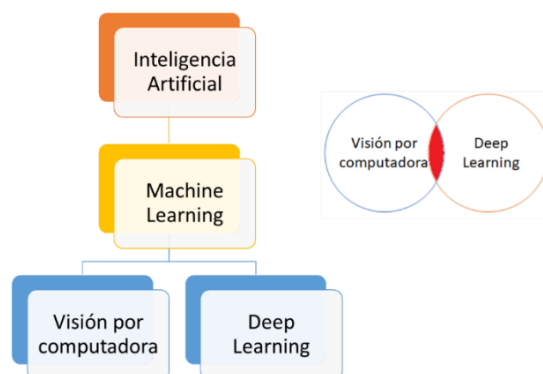 Inteligencia
Artificial
Machine
Learning
Visión por
computadora
Deep
Learning
Visión por
computadora
Deep
Learning